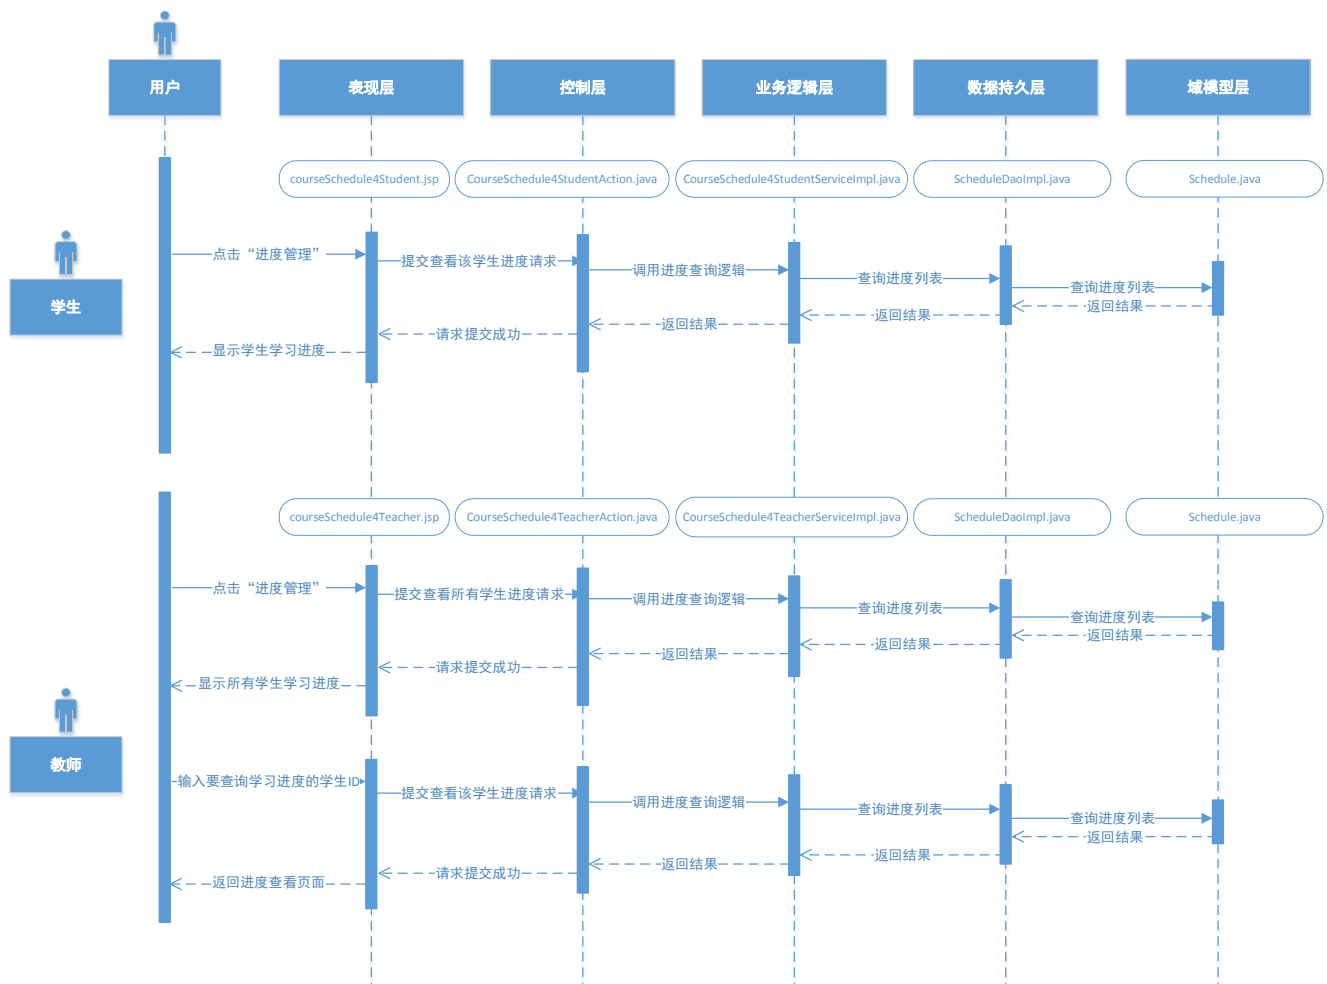 用户
表现层
控制层
业务逻辑层
数据持久层
域模型层
courseSchedule4Student.jsp
CourseSchedule4StudentAction.java
CourseSchedule4StudentServiceImpl.java
ScheduleDaoImpl.java
Schedule.java
学生
点击“进度管理”
提交查看该学生进度请求
调用进度查询逻辑
查询进度列表
查询进度列表
返回结果
返回结果
返回结果
请求提交成功
显示学生学习进度
courseSchedule4Teacher.jsp
CourseSchedule4TeacherAction.java
CourseSchedule4TeacherServiceImpl.java
ScheduleDaoImpl.java
Schedule.java
点击“进度管理”
提交查看所有学生进度请求
调用进度查询逻辑
查询进度列表
查询进度列表
返回结果
返回结果
返回结果
请求提交成功
显示所有学生学习进度
教师
输入要查询学习进度的学生ID
提交查看该学生进度请求
调用进度查询逻辑
查询进度列表
查询进度列表
返回结果
返回结果
返回结果
请求提交成功
返回进度查看页面